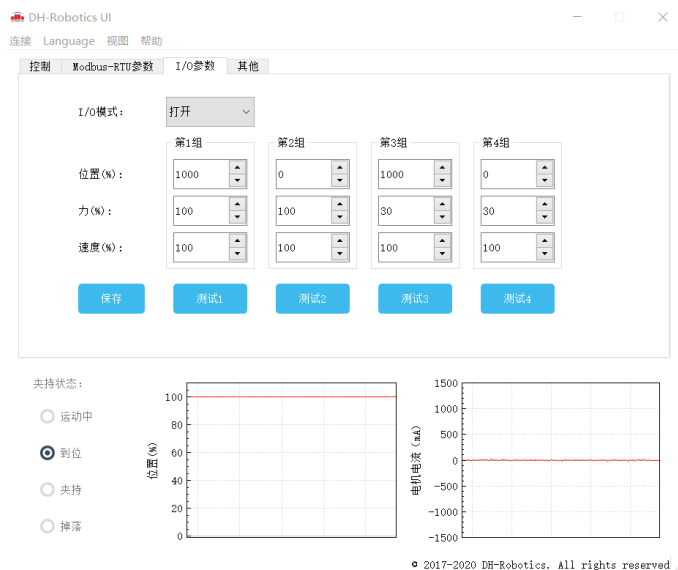 DH-Robotics UI
连接 Language 视图 帮助
控制 Modbus-RTU参数 I/O参数 其他
I/O模式: 打开
第1组 第2组 第3组 第4组
位置(%): 1000 0 1000 0
力(%): 100 100 30 30
速度(%): 100 100 100 100
保存 测试1 测试2 测试3 测试4
夹持状态:
运动中
到位
夹持
掉落
位置(%)
100
80
60
40
20
0
电机电流 (mA)
1500
1000
500
0
-500
-1000
-1500
© 2017-2020 DH-Robotics. All rights reserved